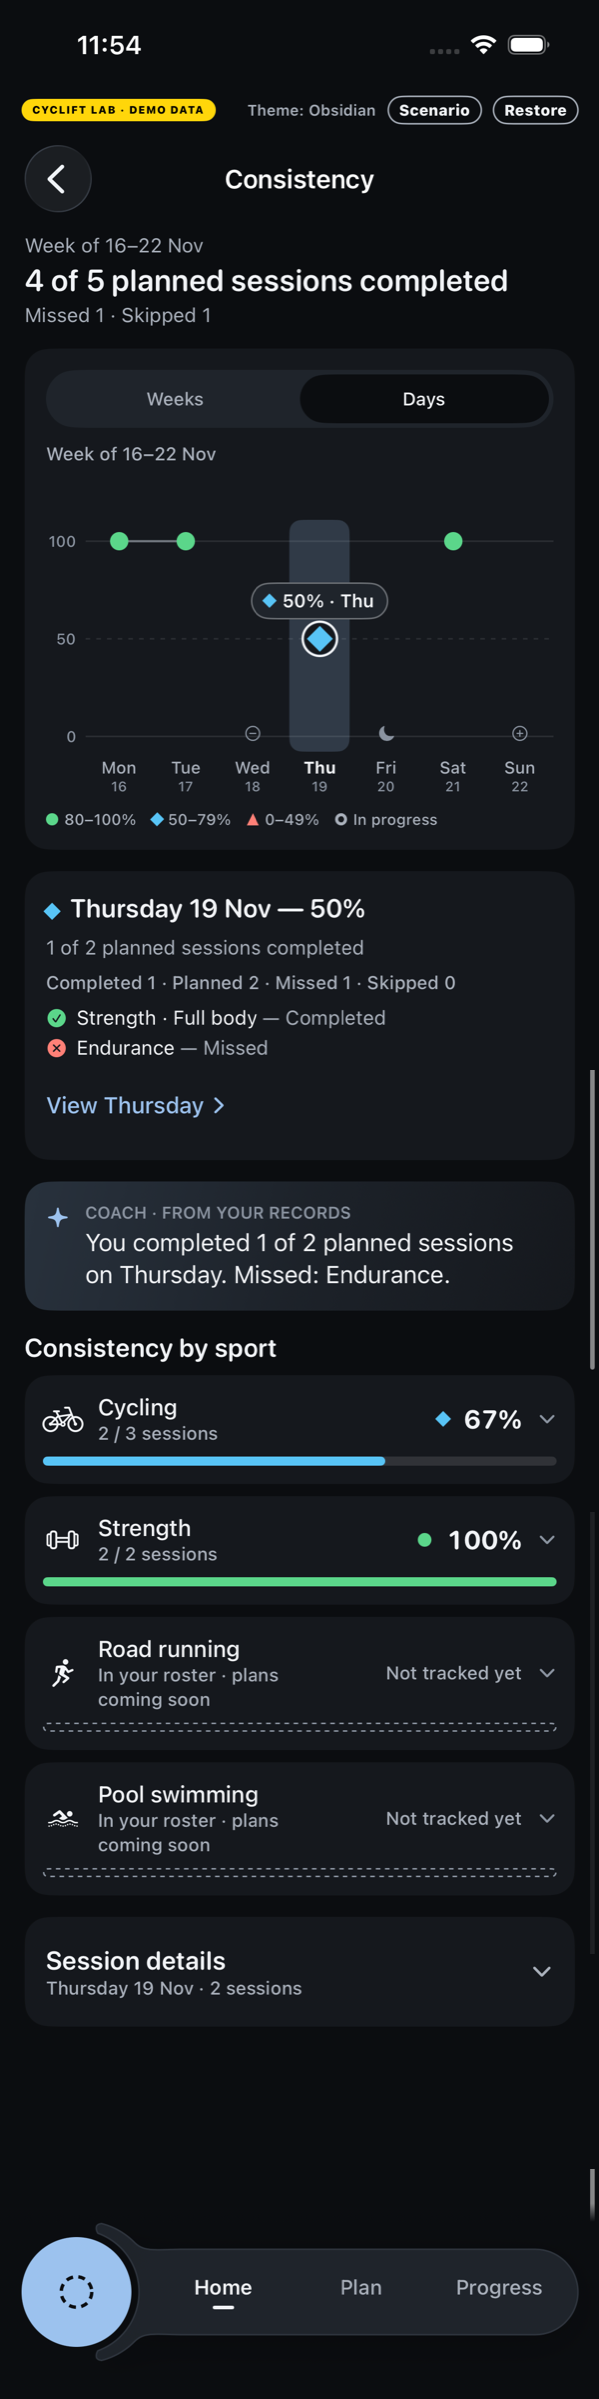 11:54
CYCLIFT LAB · DEMO DATA
Theme: Obsidian
Scenario
Restore
Consistency
Week of 16–22 Nov
4 of 5 planned sessions completed
Missed 1 · Skipped 1
Weeks
Days
Week of 16–22 Nov
100
50% · Thu
50
0
Mon Tue Wed Thu Fri Sat Sun
16 17 18 19 20 21 22
80–100% 50–79% 0–49% In progress
Thursday 19 Nov — 50%
1 of 2 planned sessions completed
Completed 1 · Planned 2 · Missed 1 · Skipped 0
Strength · Full body — Completed
Endurance — Missed
View Thursday
COACH · FROM YOUR RECORDS
You completed 1 of 2 planned sessions
on Thursday. Missed: Endurance.
Consistency by sport
Cycling
2 / 3 sessions
67%
Strength
2 / 2 sessions
100%
Road running
In your roster · plans
coming soon
Not tracked yet
Pool swimming
In your roster · plans
coming soon
Not tracked yet
Session details
Thursday 19 Nov · 2 sessions
Home
Plan
Progress